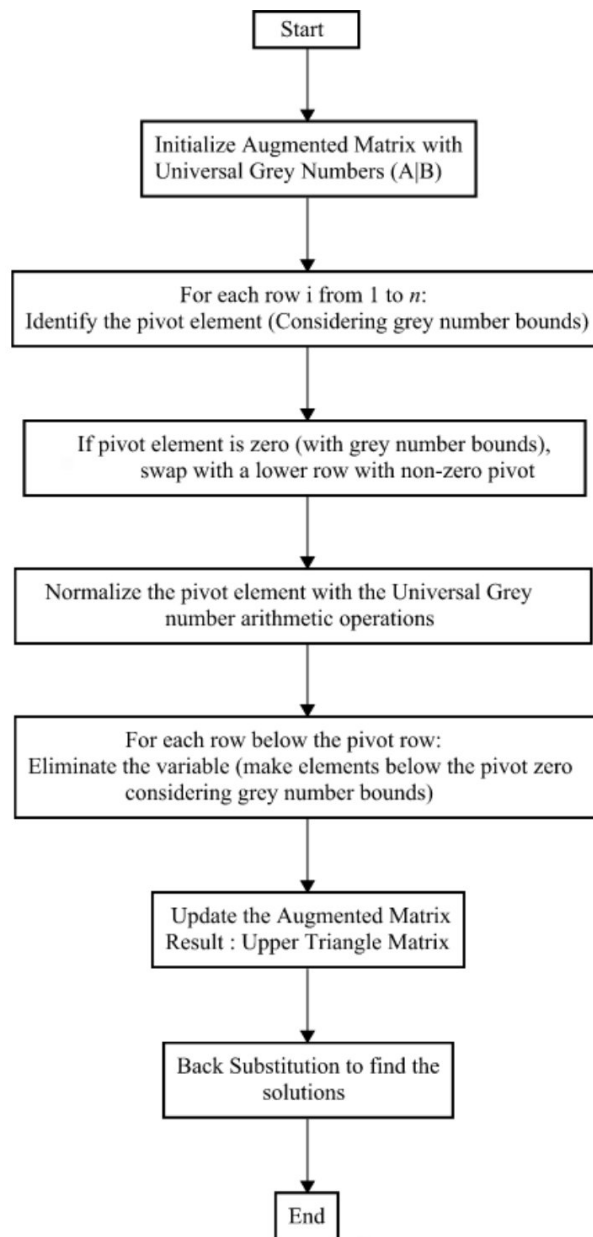 Start
Initialize Augmented Matrix with
Universal Grey Numbers (A|B)
For each row i from 1 to n:
Identify the pivot element (Considering grey number bounds)
If pivot element is zero (with grey number bounds),
swap with a lower row with non-zero pivot
Normalize the pivot element with the Universal Grey
number arithmetic operations
For each row below the pivot row:
Eliminate the variable (make elements below the pivot zero
considering grey number bounds)
Update the Augmented Matrix
Result : Upper Triangle Matrix
Back Substitution to find the
solutions
End